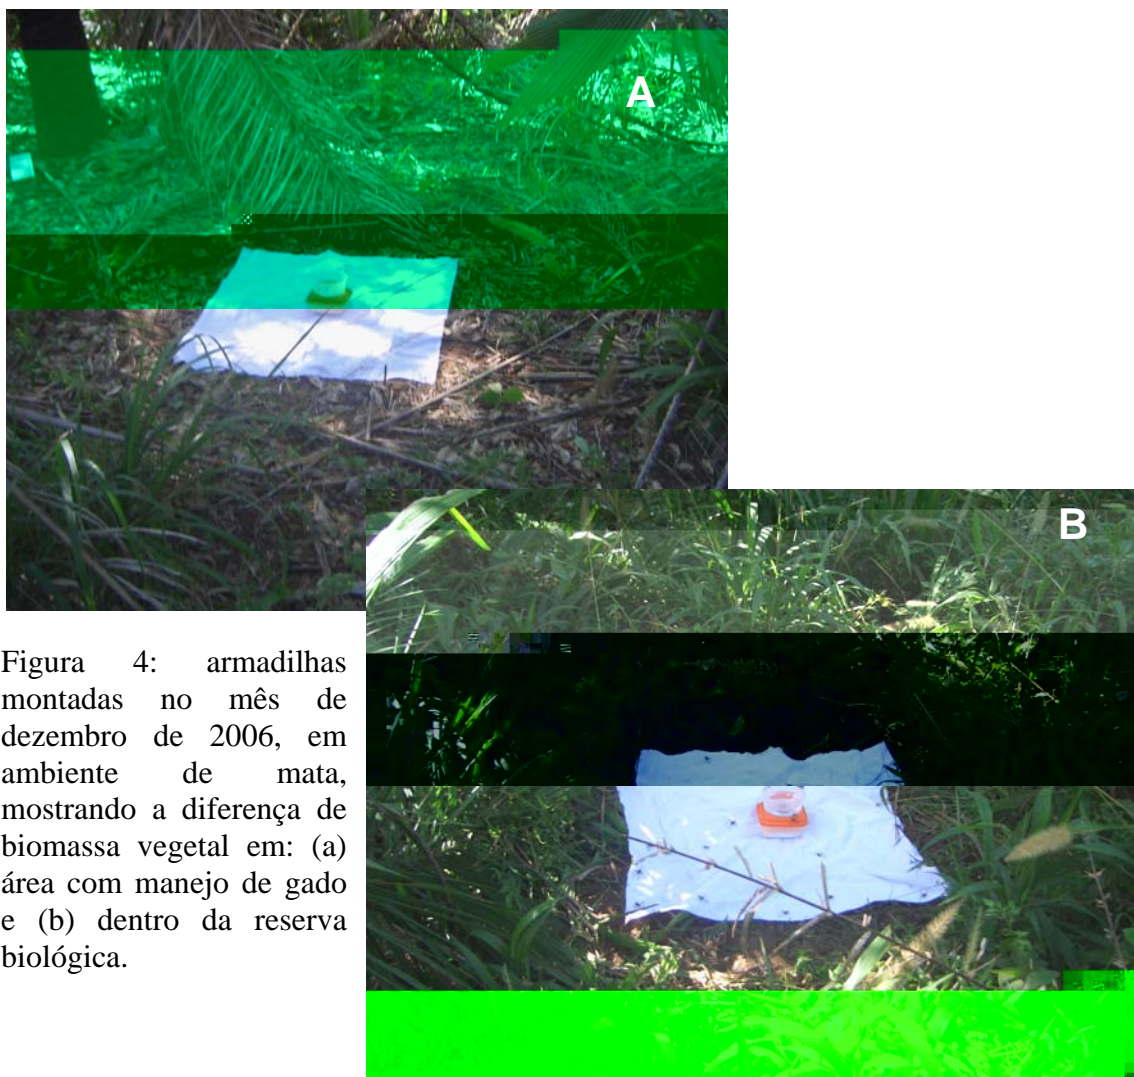 A
B
Figura 4: armadilhas
montadas no mês de
dezembro de 2006, em
ambiente de mata,
mostrando a diferença de
biomassa vegetal em: (a)
área com manejo de gado
e (b) dentro da reserva
biológica.